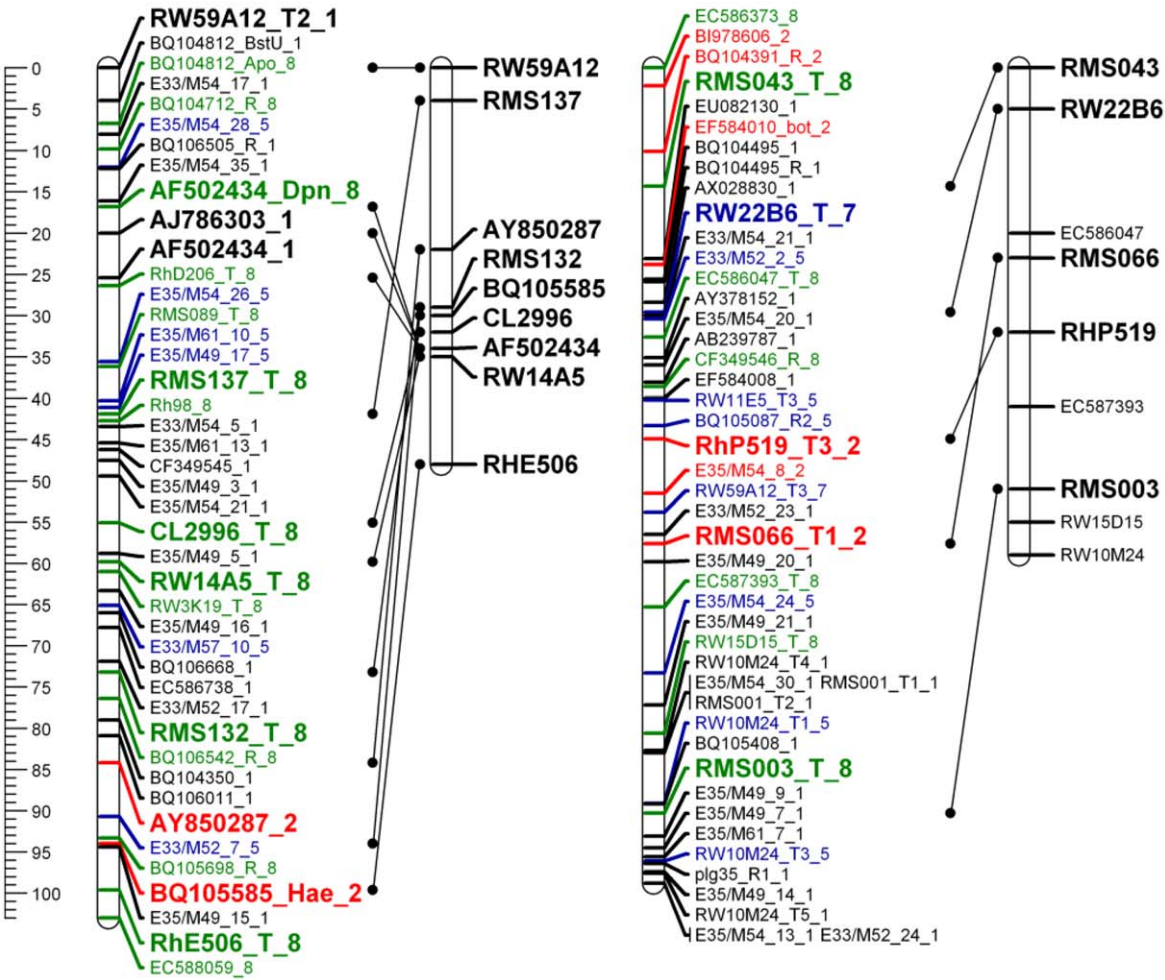 RW59A12_T2_1
BQ104812_BstU_1
BQ104812_Apo_8
E33/M54_17_1
BQ104712_R_8
E35/M54_28_5
BQ106505_R_1
E35/M54_35_1
AF502434_Dpn_8
AJ786303_1
AF502434_1
RhD206_T_8
E35/M54_26_5
RMS089_T_8
E35/M61_10_5
E35/M49_17_5
RMS137_T_8
Rh98_8
E33/M54_5_1
E35/M61_13_1
CF349545_1
E35/M49_3_1
E35/M54_21_1
CL2996_T_8
E35/M49_5_1
RW14A5_T_8
RW3K19_T_8
E35/M49_16_1
E33/M57_10_5
BQ106668_1
EC586738_1
E33/M52_17_1
RMS132_T_8
BQ106542_R_8
BQ104350_1
BQ106011_1
AY850287_2
E33/M52_7_5
BQ105698_R_8
BQ105585_Hae_2
E35/M49_15_1
RhE506_T_8
EC588059_8
0
5
10
15
20
25
30
35
40
45
50
55
60
65
70
75
80
85
90
95
100
RW59A12
RMS137
AY850287
RMS132
BQ105585
CL2996
AF502434
RW14A5
RHE506
EC586373_8
BI978606_2
BQ104391_R_2
RMS043_T_8
EU082130_1
EF584010_bot_2
BQ104495_1
BQ104495_R_1
AX028830_1
RW22B6_T_7
E33/M54_21_1
E33/M52_2_5
EC586047_T_8
AY378152_1
E35/M54_20_1
AB239787_1
CF349546_R_8
EF584008_1
RW11E5_T3_5
BQ105087_R2_5
RhP519_T3_2
E35/M54_8_2
RW59A12_T3_7
E33/M52_23_1
RMS066_T1_2
E35/M49_20_1
EC587393_T_8
E35/M54_24_5
E35/M49_21_1
RW15D15_T_8
RW10M24_T4_1
E35/M54_30_1 RMS001_T1_1
RMS001_T2_1
RW10M24_T1_5
BQ105408_1
RMS003_T_8
E35/M49_9_1
E35/M49_7_1
E35/M61_7_1
RW10M24_T3_5
plg35_R1_1
E35/M49_14_1
RW10M24_T5_1
E35/M54_13_1 E33/M52_24_1
RMS043
RW22B6
EC586047
RMS066
RHP519
EC587393
RMS003
RW15D15
RW10M24